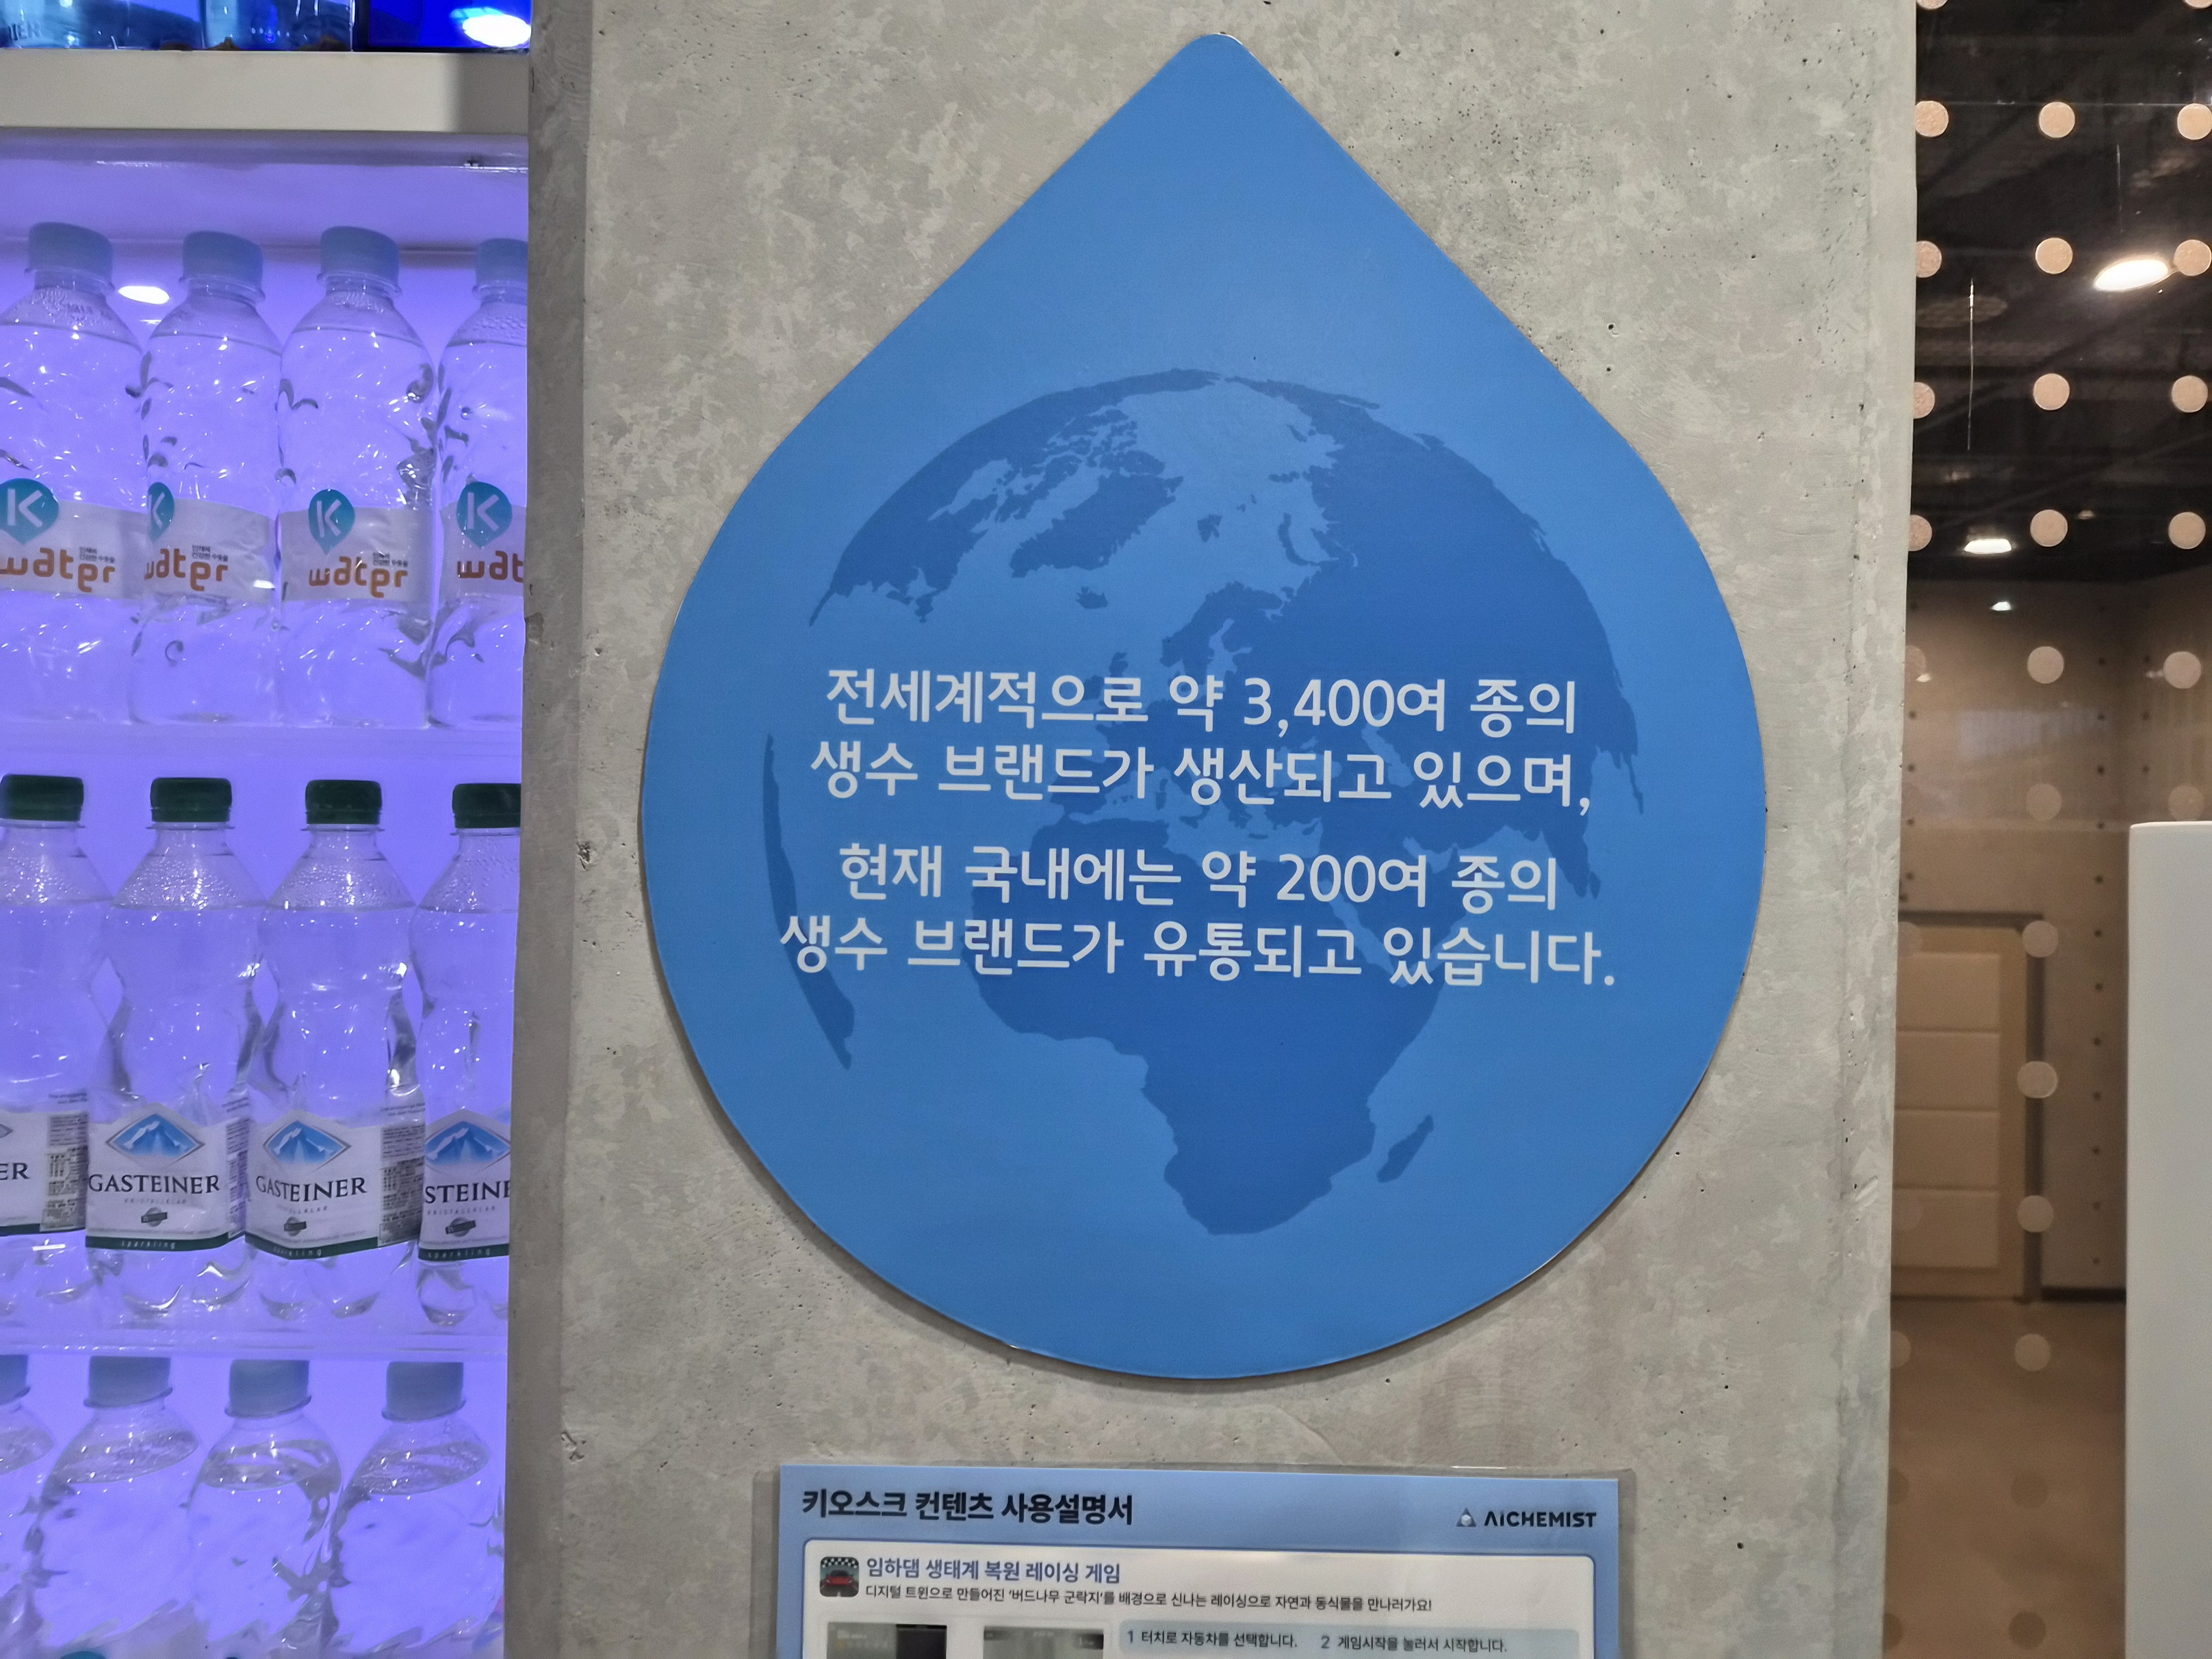 전세계적으로 약 3,400여 종의
생수 브랜드가 생산되고 있으며,
현재 국내에는 약 200여 종의
생수 브랜드가 유통되고 있습니다.
K
water
K
water
K
water
K
wat
ER
GASTEINER
GASTEINER
STEINE
KRISTALLKLAR
sparkling
sparkling
sparkling
키오스크 컨텐츠 사용설명서
AICHEMIST
임하댐 생태계 복원 레이싱 게임
디지털 트윈으로 만들어진 '버드나무 군락지'를 배경으로 신나는 레이싱으로 자연과 동식물을 만나러가요!
1 터치로 자동차를 선택합니다. 2 게임시작을 눌러서 시작합니다.